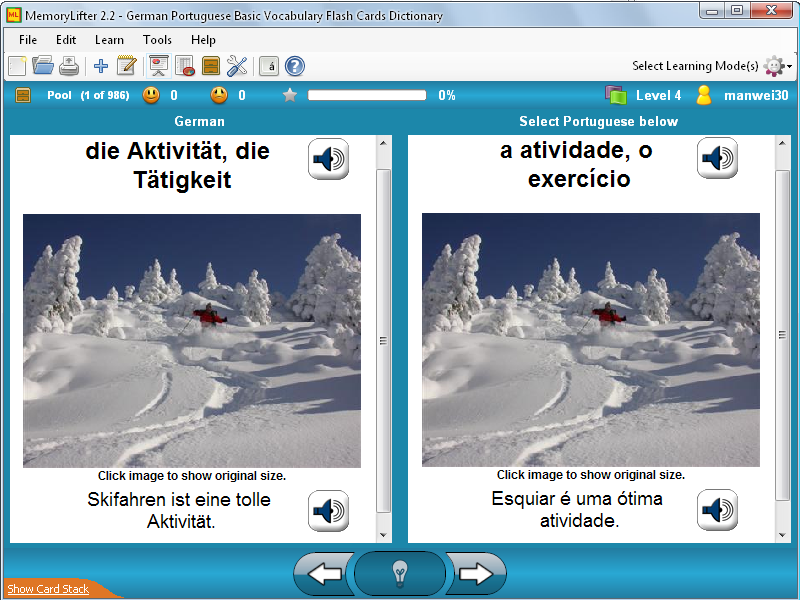 MemoryLifter 2.2 - German Portuguese Basic Vocabulary Flash Cards Dictionary
File Edit Learn Tools Help
á ? Select Learning Mode(s)
Pool (1 of 986) 0 0 0% Level 4 manwei30
German
die Aktivität, die
Tätigkeit
Click image to show original size.
Skifahren ist eine tolle
Aktivität.
Select Portuguese below
a atividade, o
exercício
Click image to show original size.
Esquiar é uma ótima
atividade.
Show Card Stack